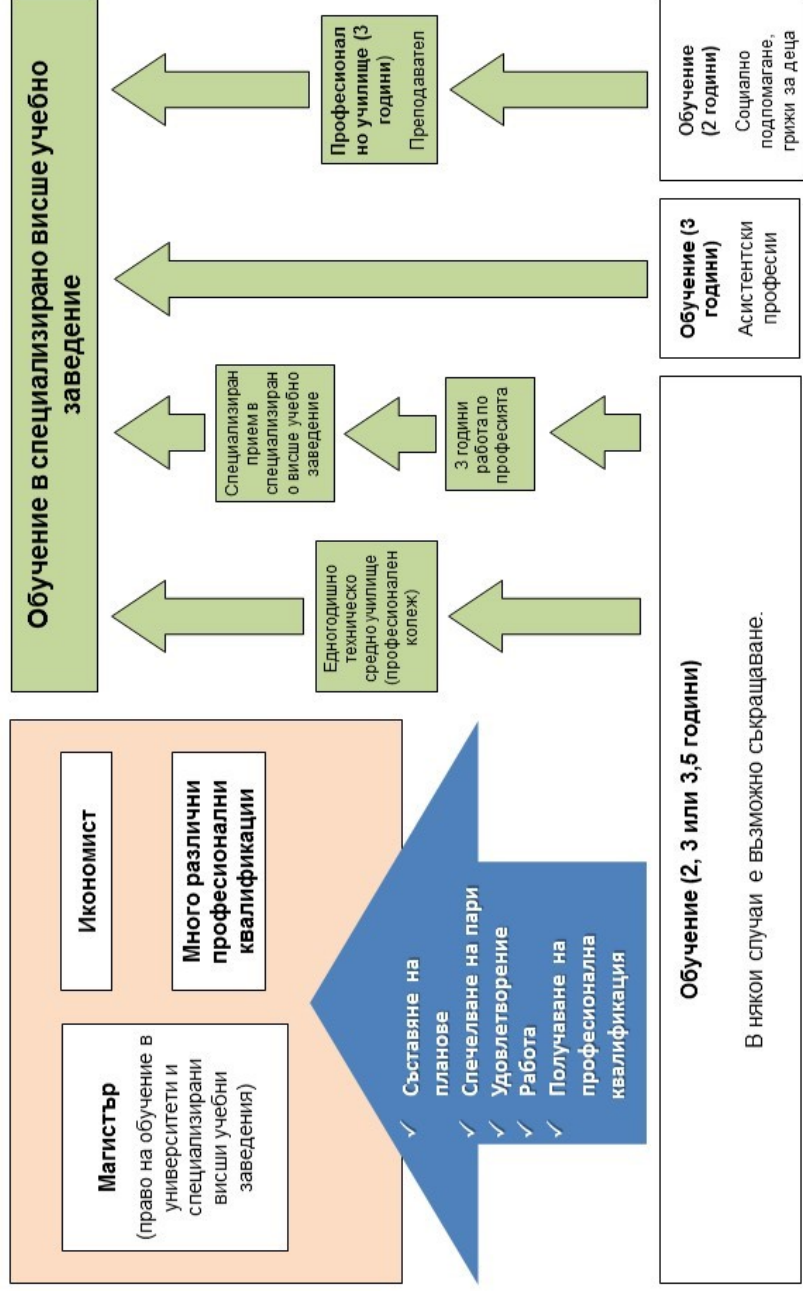 Обучение в специализирано висше учебно
заведение
Икономист
Магистър
(право на обучение в
университети и
специализирани
висши учебни
заведения)
Много различни
професионални
квалификации
✓ Съставяне на
планове
✓ Спечелване на пари
✓ Удовлетворение
✓ Работа
✓ Получаване на
професионална
квалификация
Едногодишно
техническо
средно училище
(професионален
колеж)
Специализиран
прием в
специализиран
о висше учебно
заведение
3 години
работа по
професията
Професионал
но училище (3
години)
Преподавател
Обучение (2, 3 или 3,5 години)
В някои случаи е възможно съкращаване.
Обучение (3
години)
Асистентски
професии
Обучение
(2 години)
Социално
подпомагане,
грижи за деца